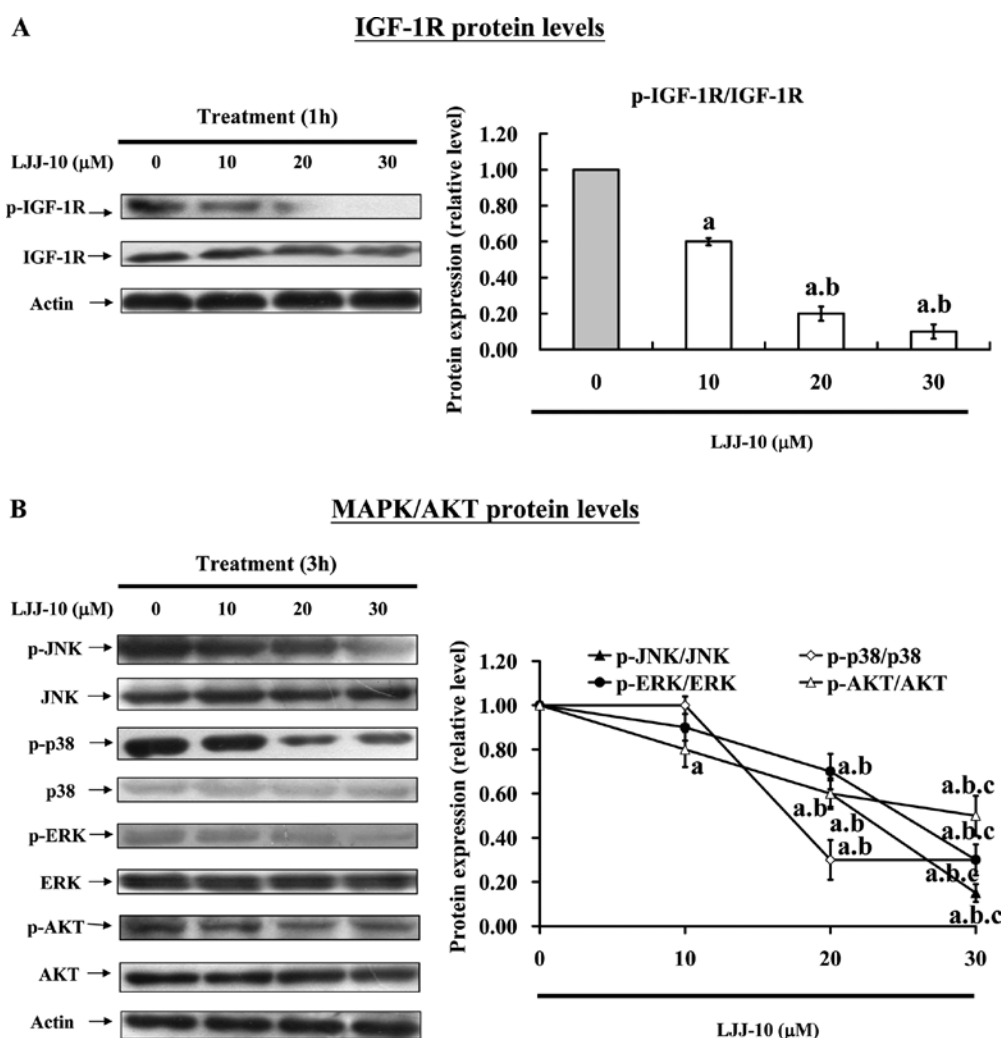 A
IGF-1R protein levels
Treatment (1h)
LJJ-10 (μM) 0 10 20 30
p-IGF-1R
IGF-1R
Actin
p-IGF-1R/IGF-1R
Protein expression (relative level)
1.20
1.00
0.80
0.60
0.40
0.20
0.00
a
a.b
a.b
0 10 20 30
LJJ-10 (μM)
B
MAPK/AKT protein levels
Treatment (3h)
LJJ-10 (μM) 0 10 20 30
p-JNK
JNK
p-p38
p38
p-ERK
ERK
p-AKT
AKT
Actin
p-JNK/JNK p-p38/p38
p-ERK/ERK p-AKT/AKT
Protein expression (relative level)
1.20
1.00
0.80
0.60
0.40
0.20
0.00
a
a.b
a.b
a.b
a.b
a.b.c
a.b.c
a.b.c
a.b.c
0 10 20 30
LJJ-10 (μM)